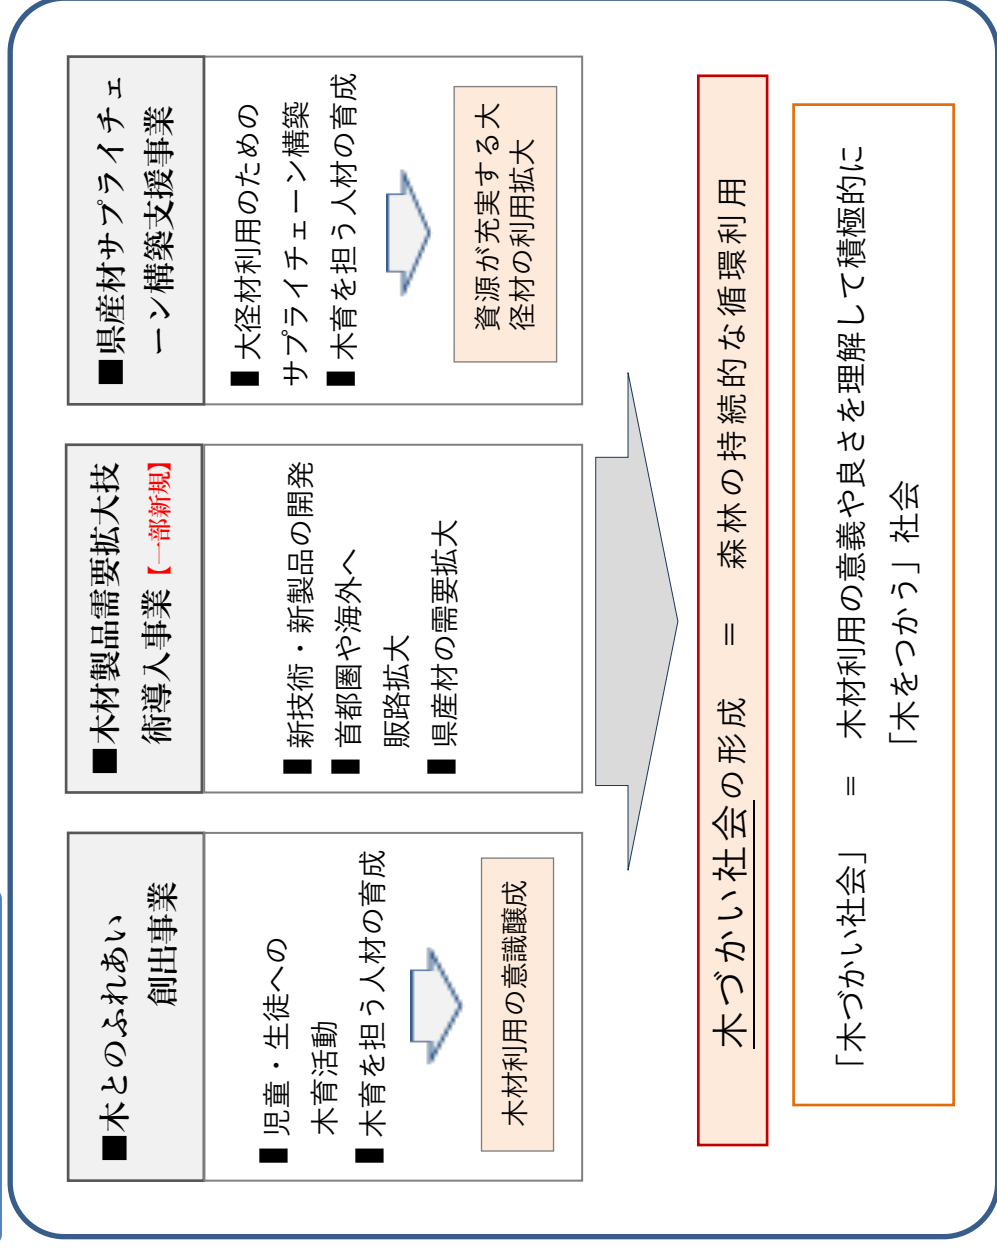 ■木とのふれあい
創出事業
児童・生徒への
木育活動
木育を担う人材の育成
木材利用の意識醸成
■木材製品需要拡大技
術導入事業【一部新規】
新技術・新製品の開発
首都圏や海外へ
販路拡大
県産材の需要拡大
■県産材サプライチェ
ーン構築支援事業
大径材利用のための
サプライチェーン構築
木育を担う人材の育成
資源が充実する大
径材の利用拡大
木づかい社会の形成 ＝ 森林の持続的な循環利用
「木づかい社会」 ＝ 木材利用の意義や良さを理解して積極的に
「木をつかう」社会